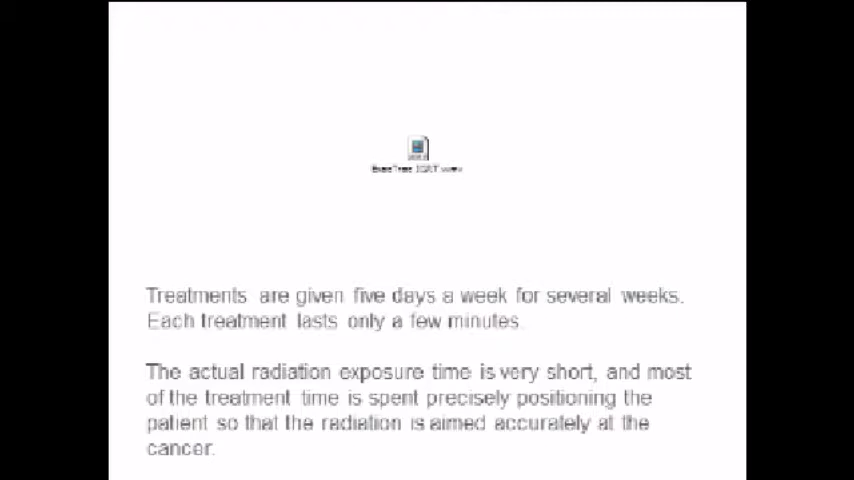 Treatments are given five days a week for several weeks.
Each treatment lasts only a few minutes.
The actual radiation exposure time is very short, and most
of the treatment time is spent precisely positioning the
patient so that the radiation is aimed accurately at the
cancer.